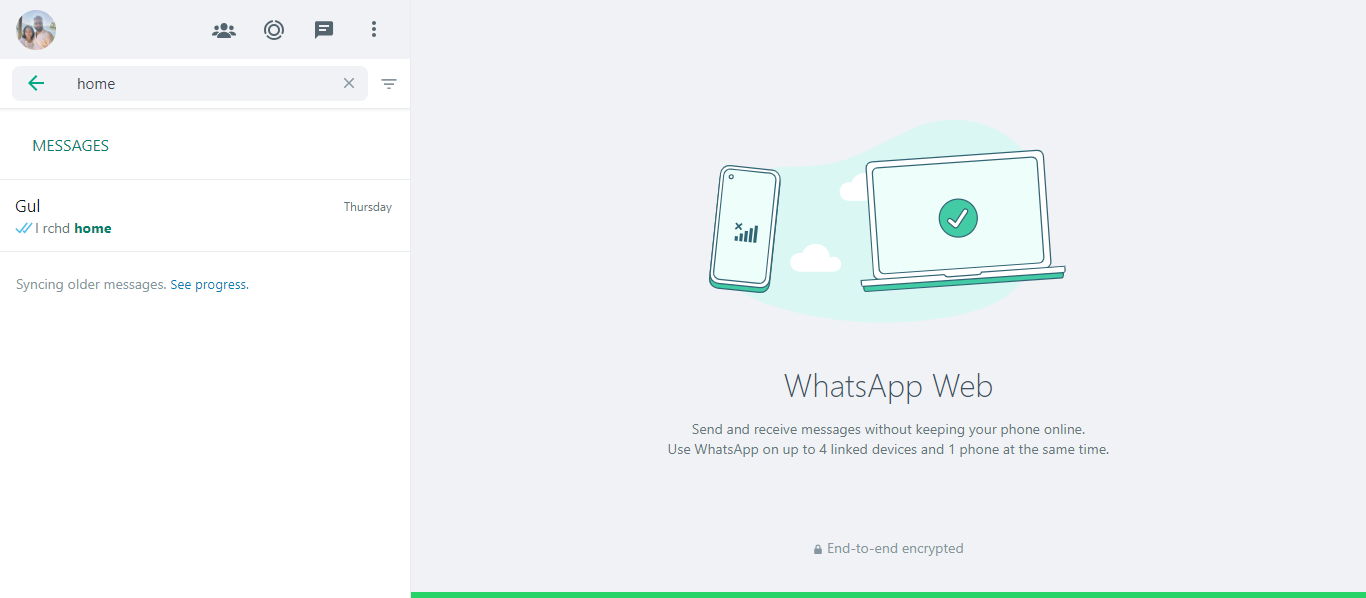 home
MESSAGES
Gul
Thursday
I rchd home
Syncing older messages. See progress.
WhatsApp Web
Send and receive messages without keeping your phone online.
Use WhatsApp on up to 4 linked devices and 1 phone at the same time.
End-to-end encrypted